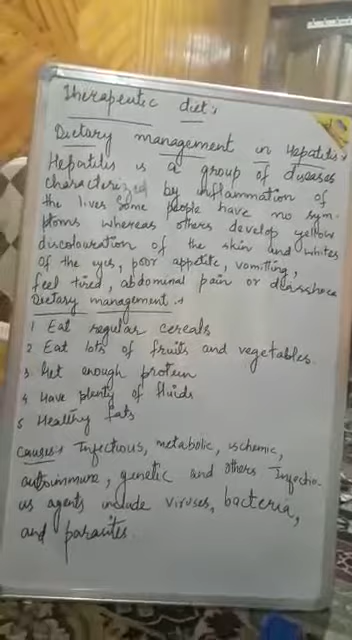 Therapeutic diet:
Dietary management in Hepatitis:
Hepatitis is a group of diseases
characterized by inflammation of
the lives Some people have no sym-
ptoms whereas others develop yellow
discolouration of the skin and whites
of the eyes, poor appetite, vomitting,
feel tired, abdominal pain or diarrhoea
Dietary management:
1 Eat regular cereals
2 Eat lots of fruits and vegetables.
3 Get enough protein
4 Have plenty of fluids
5 Healthy fats
Causes: Infectious, metabolic, ischemic,
autoimmune, genetic and others Infectio-
us agents include viruses, bacteria,
and parasites.